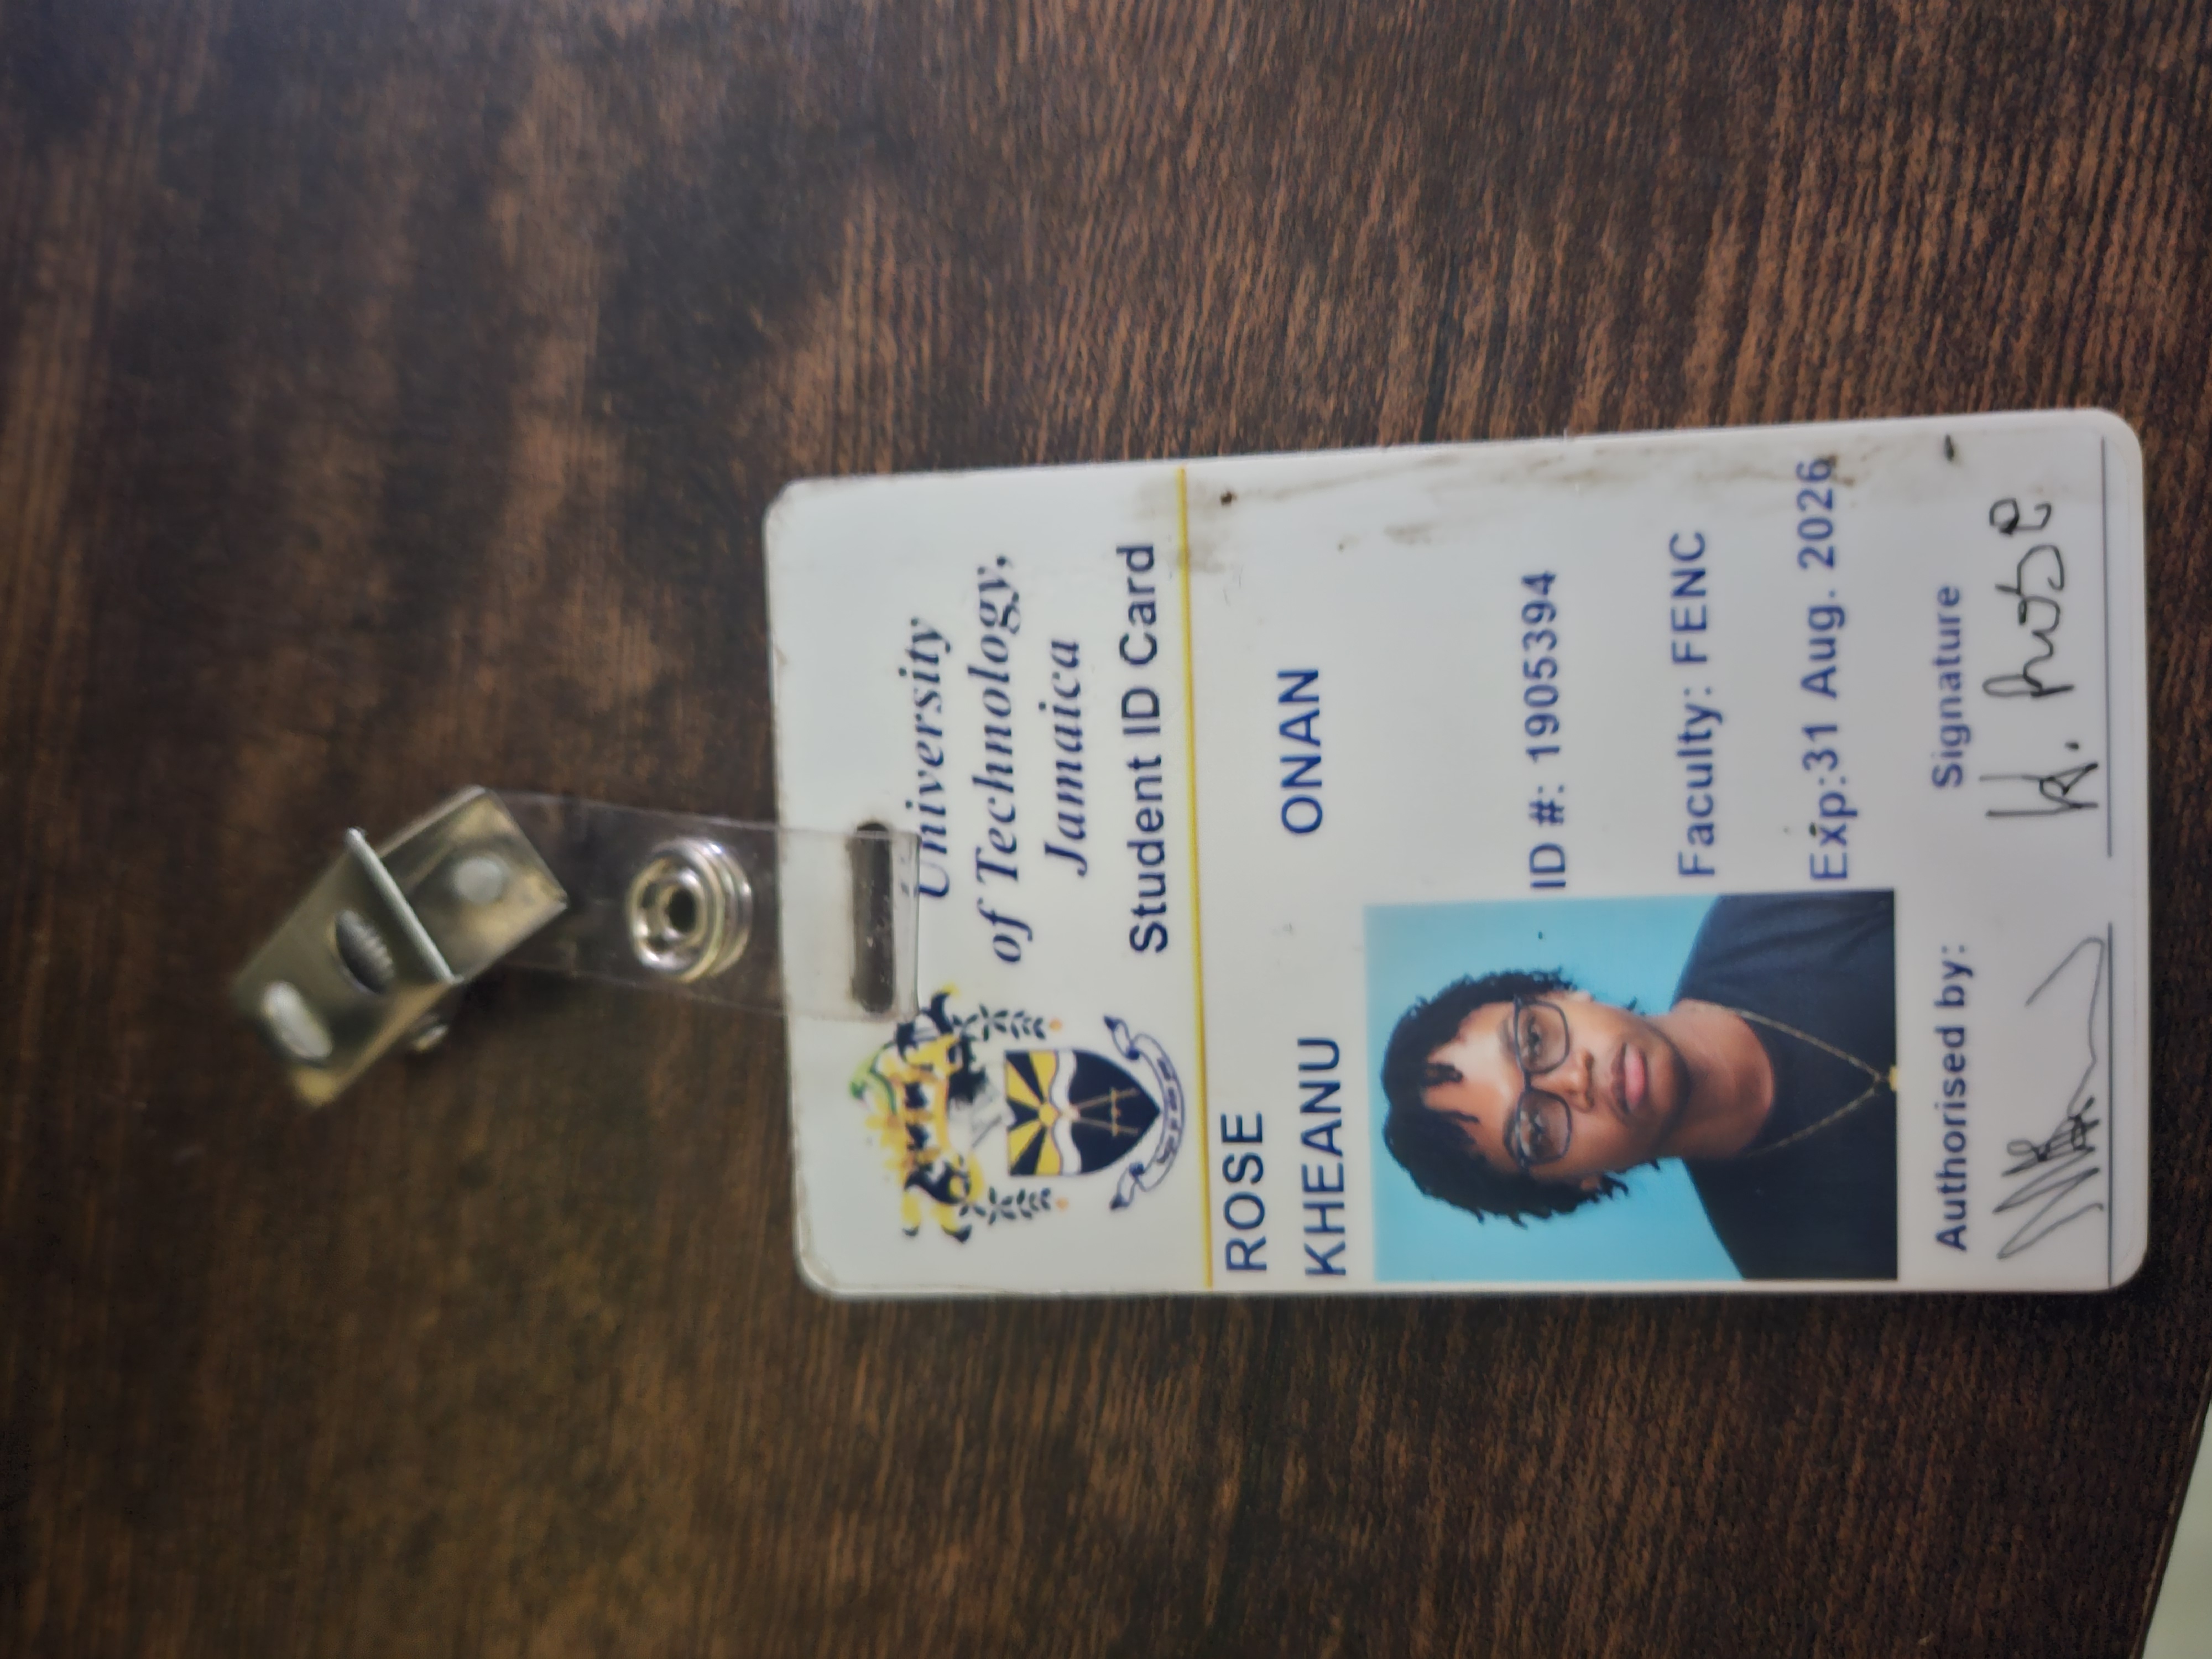 University
of Technology,
Jamaica
Student ID Card
ROSE
KHEANU ONAN
ID #: 1905394
Faculty: FENC
Exp:31 Aug. 2026
Authorised by: Signature
K. Rose